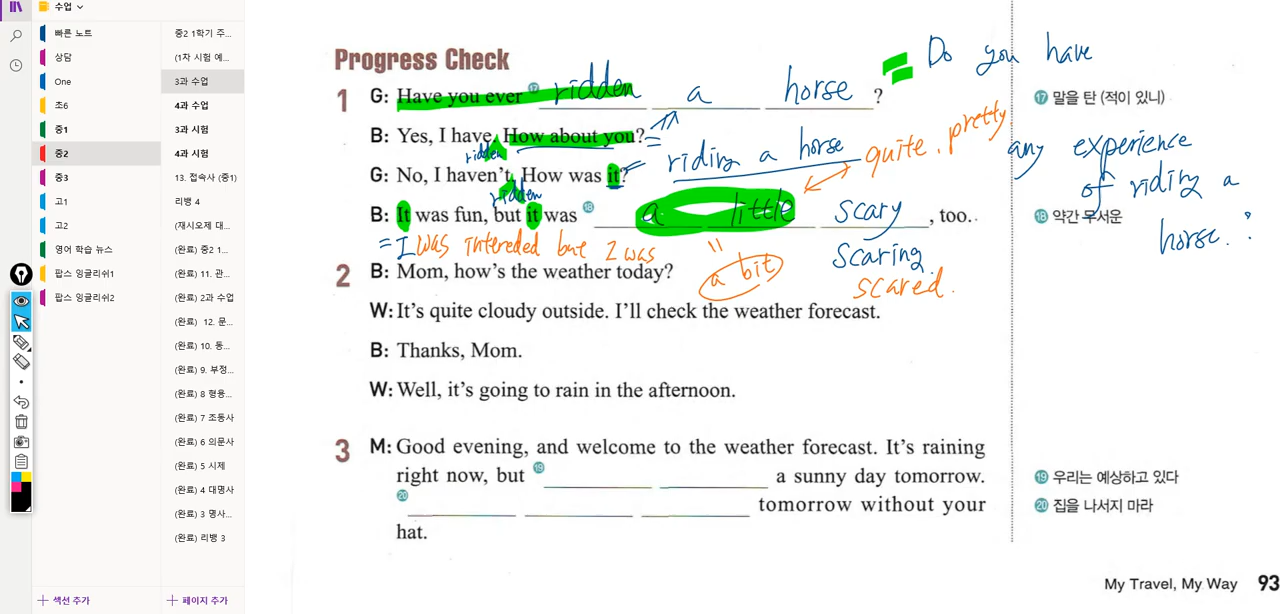 수업
빠른 노트
상담
One
초6
중1
중2
중3
고1
고2
영어 학습 뉴스
팝스 잉글리쉬1
팝스 잉글리쉬2
섹션 추가
중2 1학기 주...
(1차 시험 예...
3과 수업
4과 수업
3과 시험
4과 시험
13. 접속사 (중1)
리벵 4
(재시오제 대...
(완료) 중2 1...
(완료) 11. 관...
(완료) 2과 수업
(완료) 12. 문...
(완료) 10. 동...
(완료) 9. 부정...
(완료) 8 형용...
(완료) 7 조동사
(완료) 6 의문사
(완료) 5 시제
(완료) 4 대명사
(완료) 3 명사...
(완료) 리벵 3
페이지 추가
Progress Check
= Do you have
any experience
of riding a
horse.?
1 G: Have you ever ⑰ ridden a horse ?
⑰ 말을 탄 (적이 있니)
B: Yes, I have. How about you? =
ridden
G: No, I haven't. How was it? = riding a horse quite. pretty.
ridden
B: It was fun, but it was ⑱ a little scary, too.
⑱ 약간 무서운
= I was intereded but I was
a bit
scaring.
scared.
2 B: Mom, how's the weather today?
W: It's quite cloudy outside. I'll check the weather forecast.
B: Thanks, Mom.
W: Well, it's going to rain in the afternoon.
3 M: Good evening, and welcome to the weather forecast. It's raining
right now, but ⑲ a sunny day tomorrow.
⑲ 우리는 예상하고 있다
⑳ tomorrow without your
⑳ 집을 나서지 마라
hat.
My Travel, My Way 93